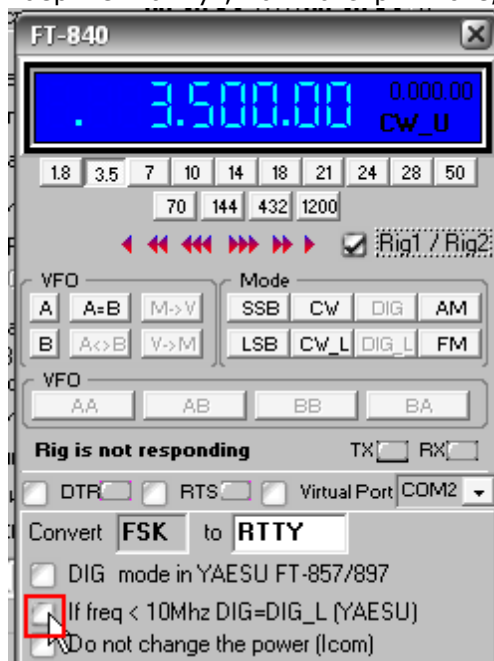 FT-840
. 3.500.00 0.000.00
CW_U
1.8 3.5 7 10 14 18 21 24 28 50
70 144 432 1200
Rig1 / Rig2
VFO Mode
A A=B M->V SSB CW DIG AM
B A<>B V->M LSB CW_L DIG_L FM
VFO
AA AB BB BA
Rig is not responding TX RX
DTR RTS Virtual Port COM2
Convert FSK to RTTY
DIG mode in YAESU FT-857/897
If freq < 10Mhz DIG=DIG_L (YAESU)
Do not change the power (Icom)